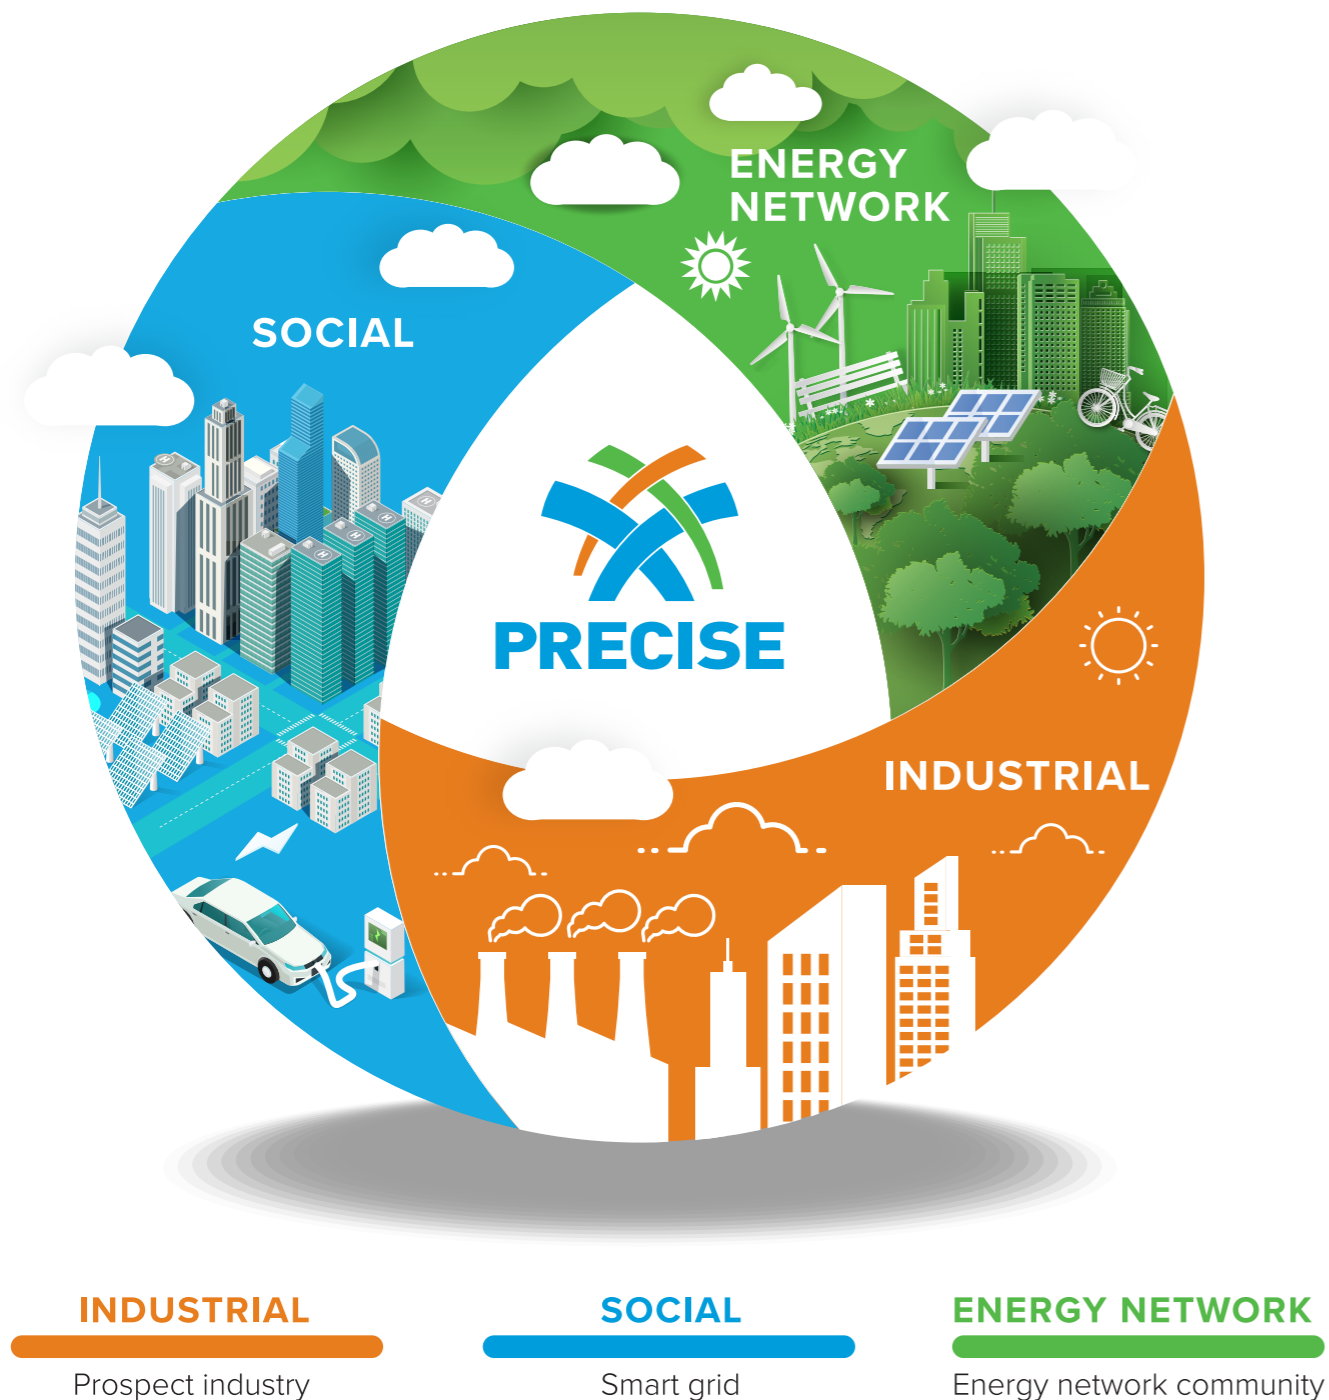 ENERGY
NETWORK
SOCIAL
PRECISE
INDUSTRIAL
INDUSTRIAL
Prospect industry
SOCIAL
Smart grid
ENERGY NETWORK
Energy network community